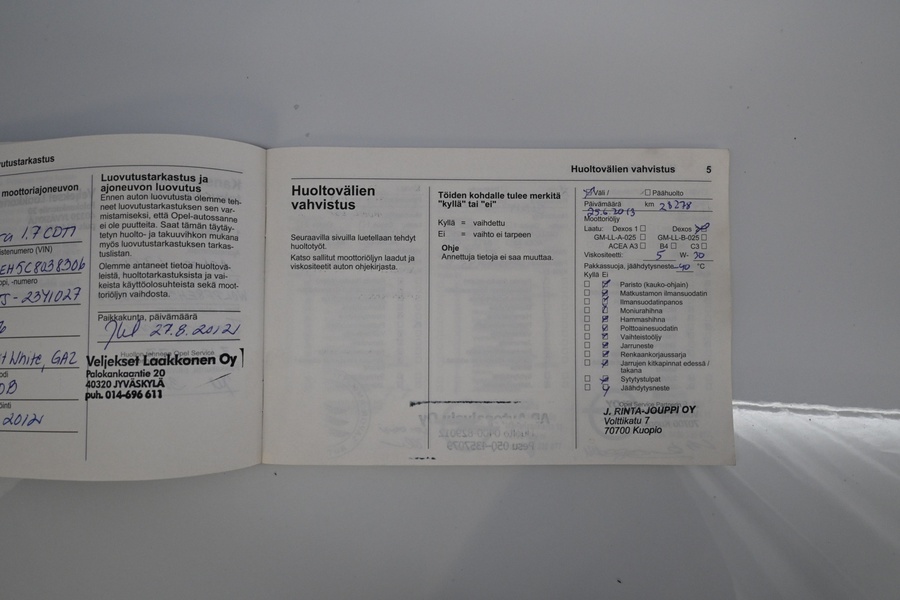 vutustarkastus
moottoriajoneuvon
ra 1.7 CDTI
istenumero (VIN)
EH5C8038306
opi, -numero
J-2341027
t White, GAZ
odi
0B
öinti
2012
Luovutustarkastus ja
ajoneuvon luovutus
Ennen auton luovutusta olemme teh-
neet luovutustarkastuksen sen var-
mistamiseksi, että Opel-autossanne
ei ole puutteita. Saat tämän täytäy-
tetyn huolto- ja takuuvihkon mukana
myös luovutustarkastuksen tarkas-
tuslistan.
Olemme antaneet tietoa huoltovä-
leistä, huoltotarkastuksista ja vai-
keista käyttöolosuhteista sekä moot-
toriöljyn vaihdosta.
Paikkakunta, päivämäärä
Jkl 27.8.2012
Veljekset Laakkonen Oy
Palokankaantie 20
40320 JYVÄSKYLÄ
puh. 014-696 611
Huoltovälien vahvistus 5
Huoltovälien
vahvistus
Seuraavilla sivuilla luetellaan tehdyt
huoltotyöt.
Katso sallitut moottoriöljyn laadut ja
viskositeetit auton ohjekirjasta.
Töiden kohdalle tulee merkitä
"kyllä" tai "ei"
Kyllä = vaihdettu
Ei = vaihto ei tarpeen
Ohje
Annettuja tietoja ei saa muuttaa.
Väli / Päähuolto
Päivämäärä km 23278
25.6.2013
Moottoriöljy
Laatu: Dexos 1 Dexos 2
GM-LL-A-025 GM-LL-B-025
ACEA A3 B4 C3
Viskositeetti: 5 W- 30
Pakkassuoja, jäähdytysneste -40 °C
Kyllä Ei
Paristo (kauko-ohjain)
Matkustamon ilmansuodatin
Ilmansuodatinpanos
Moniurahihna
Hammashihna
Polttoainesuodatin
Vaihteistoöljy
Jarruneste
Renkaankorjaussarja
Jarrujen kitkapinnat edessä /
takana
Sytytystulpat
Jäähdytysneste
J. RINTA-JOUPPI OY
Volttikatu 7
70700 Kuopio